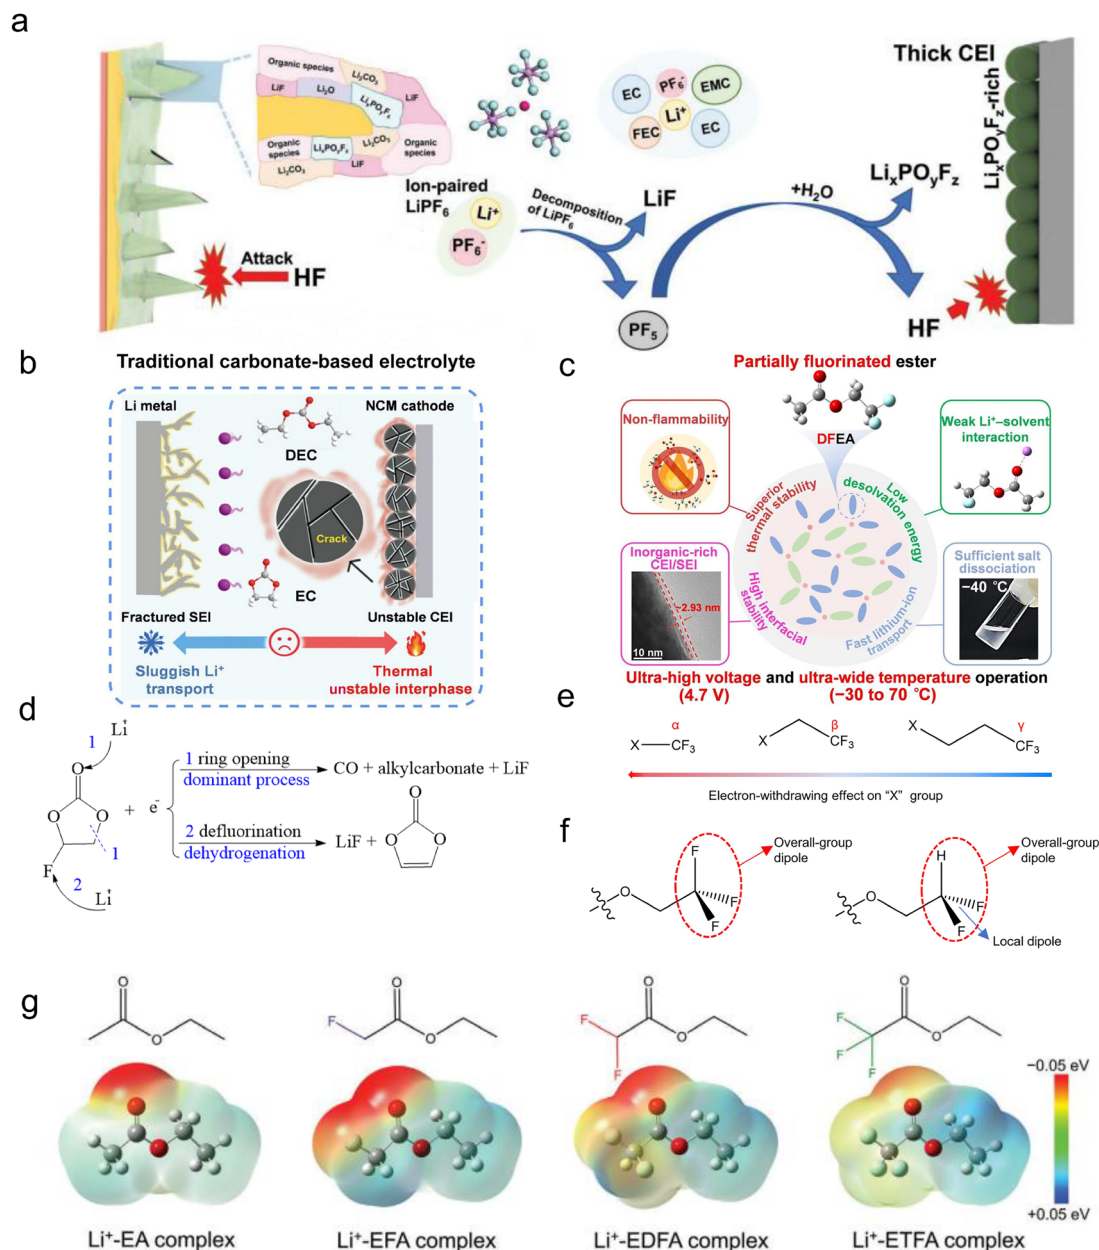 a
Organic species
Li₂CO₃
LiF
Li₂O
LiₓPOᵧF_z
LiF
Organic
species
LiₓPOᵧF_z
Li₂CO₃
Organic
species
Li₂CO₃
LiF
Ion-paired
LiPF₆
Li⁺
PF₆⁻
Attack
HF
EC
PF₆⁻
EMC
Li⁺
FEC
EC
Decomposition
of LiPF₆
LiF
PF₅
+H₂O
LiₓPOᵧF_z
HF
Thick CEI
LiₓPOᵧF_z-rich
b
Traditional carbonate-based electrolyte
Li metal
NCM cathode
DEC
Crack
EC
Fractured SEI
Unstable CEI
Sluggish Li⁺
transport
Thermal
unstable interphase
c
Partially fluorinated ester
Non-flammability
DFEA
Weak Li⁺–solvent
interaction
Superior
thermal stability
Low
desolvation energy
Inorganic-rich
CEI/SEI
~2.93 nm
10 nm
High interfacial
stability
Fast lithium-ion
transport
Sufficient salt
dissociation
−40 °C
Ultra-high voltage and ultra-wide temperature operation
(4.7 V) (−30 to 70 °C)
d
Li⁺
1
O
O
O
F
1
2
Li⁺
+ e⁻
1 ring opening
dominant process
CO + alkylcarbonate + LiF
2 defluorination
dehydrogenation
LiF +
O
O
O
e
X
α
CF₃
X
β
CF₃
X
γ
CF₃
Electron-withdrawing effect on “X” group
f
O
F
F
F
Overall-group
dipole
O
H
F
F
Overall-group
dipole
Local dipole
g
O
O
F
O
O
F
F
O
O
F
F
F
O
O
−0.05 eV
+0.05 eV
Li⁺-EA complex
Li⁺-EFA complex
Li⁺-EDFA complex
Li⁺-ETFA complex